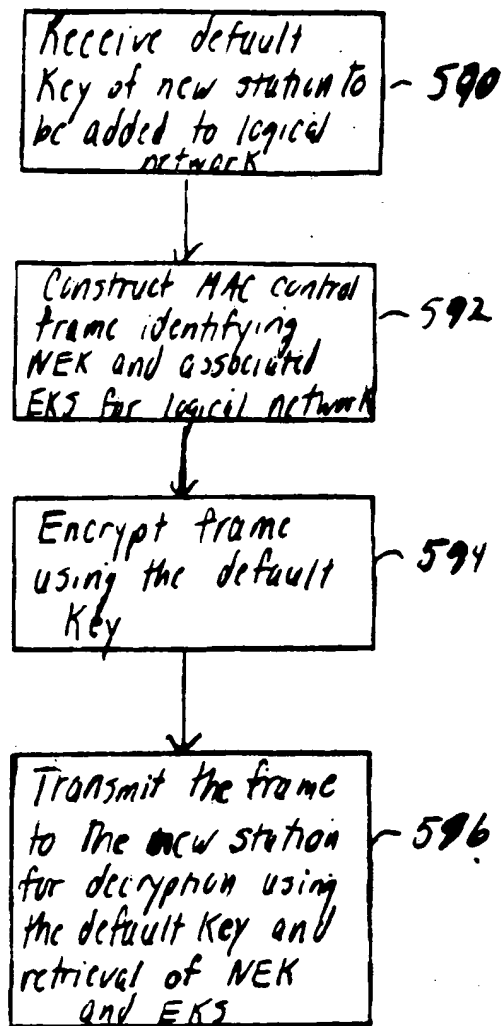 Receive default
Key of new station to
be added to logical
network
590
Construct MAC control
frame identifying
NEK and associated
EKS for logical network
592
Encrypt frame
using the default
Key
594
Transmit the frame
to the new station
for decryption using
the default Key and
retrieval of NEK
and EKS
596